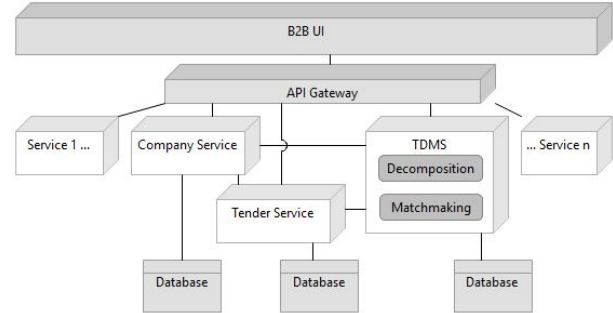 B2B UI
API Gateway
Service 1 ...
Company Service
TDMS
... Service n
Decomposition
Matchmaking
Tender Service
Database
Database
Database